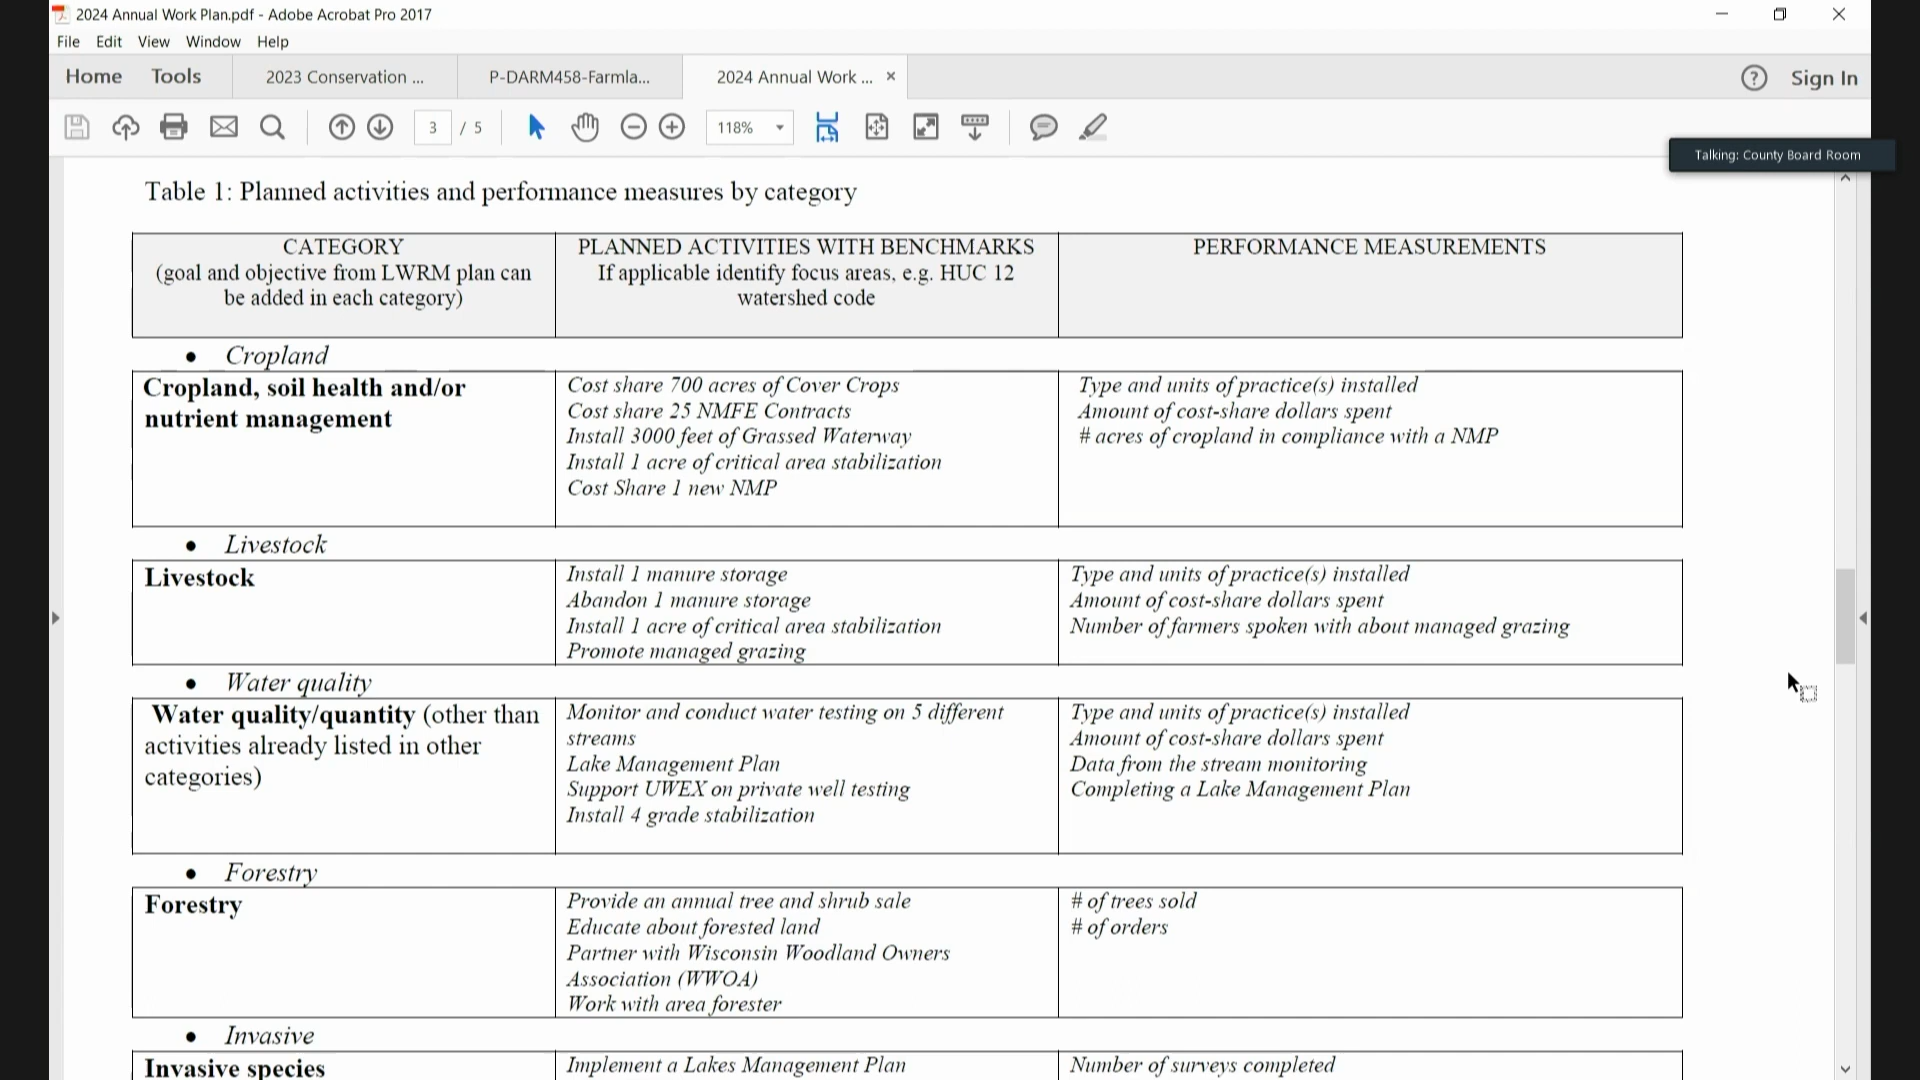 2024 Annual Work Plan.pdf - Adobe Acrobat Pro 2017
File Edit View Window Help
Home Tools 2023 Conservation ... P-DARM458-Farmla... 2024 Annual Work ... × ? Sign In
3 / 5 118%
Talking: County Board Room
Table 1: Planned activities and performance measures by category
CATEGORY
(goal and objective from LWRM plan can
be added in each category)
PLANNED ACTIVITIES WITH BENCHMARKS
If applicable identify focus areas, e.g. HUC 12
watershed code
PERFORMANCE MEASUREMENTS
• Cropland
Cropland, soil health and/or
nutrient management
Cost share 700 acres of Cover Crops
Cost share 25 NMFE Contracts
Install 3000 feet of Grassed Waterway
Install 1 acre of critical area stabilization
Cost Share 1 new NMP
Type and units of practice(s) installed
Amount of cost-share dollars spent
# acres of cropland in compliance with a NMP
• Livestock
Livestock
Install 1 manure storage
Abandon 1 manure storage
Install 1 acre of critical area stabilization
Promote managed grazing
Type and units of practice(s) installed
Amount of cost-share dollars spent
Number of farmers spoken with about managed grazing
• Water quality
Water quality/quantity (other than
activities already listed in other
categories)
Monitor and conduct water testing on 5 different
streams
Lake Management Plan
Support UWEX on private well testing
Install 4 grade stabilization
Type and units of practice(s) installed
Amount of cost-share dollars spent
Data from the stream monitoring
Completing a Lake Management Plan
• Forestry
Forestry
Provide an annual tree and shrub sale
Educate about forested land
Partner with Wisconsin Woodland Owners
Association (WWOA)
Work with area forester
# of trees sold
# of orders
• Invasive
Invasive species
Implement a Lakes Management Plan
Number of surveys completed